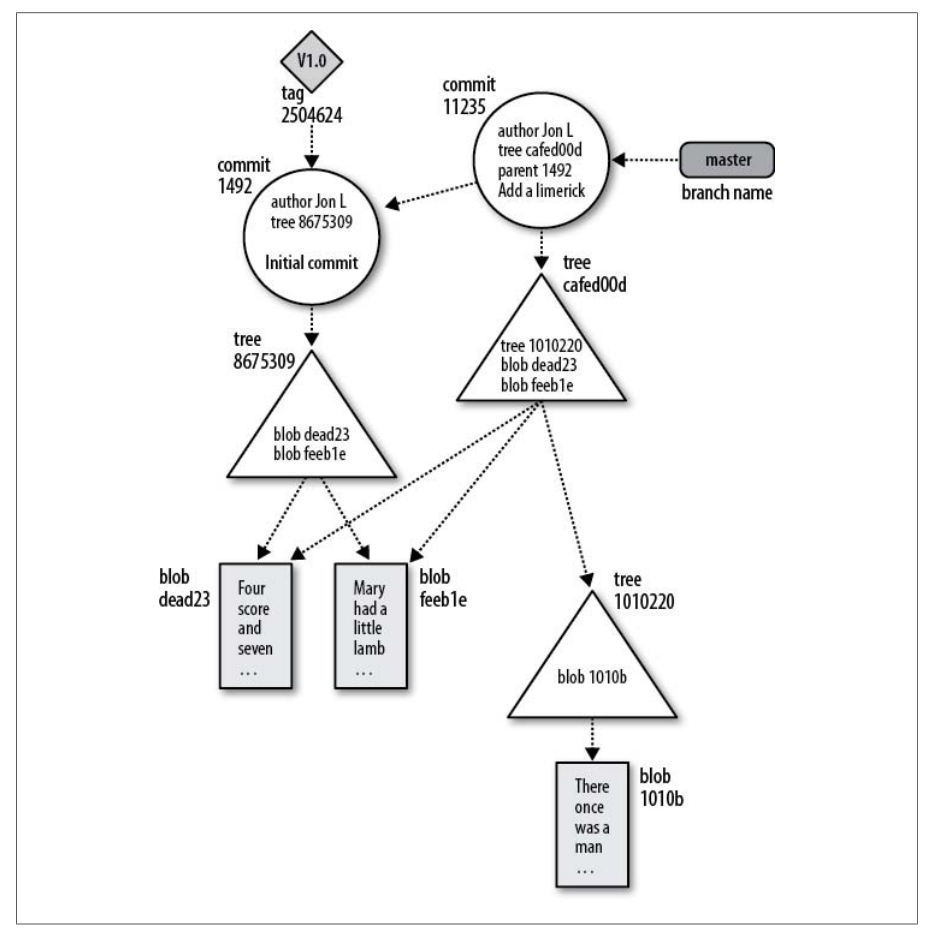 V1.0
tag
2504624
commit
1492
author Jon L
tree 8675309
Initial commit
commit
11235
author Jon L
tree cafed00d
parent 1492
Add a limerick
master
branch name
tree
8675309
blob dead23
blob feeb1e
tree
cafed00d
tree 1010220
blob dead23
blob feeb1e
blob
dead23
Four
score
and
seven
...
Mary
had a
little
lamb
...
blob
feeb1e
tree
1010220
blob 1010b
There
once
was a
man
...
blob
1010b